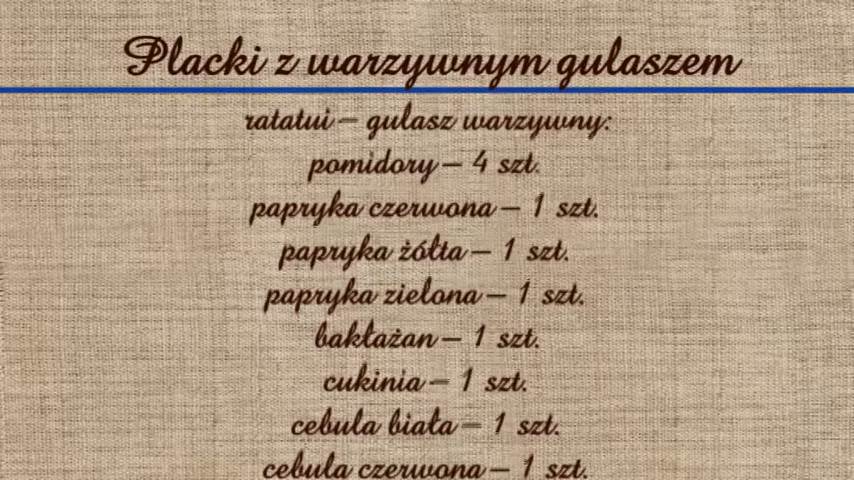 Placki z warzywnym gulaszem
ratatui – gulasz warzywny:
pomidory – 4 szt.
papryka czerwona – 1 szt.
papryka żółta – 1 szt.
papryka zielona – 1 szt.
bakłażan – 1 szt.
cukinia – 1 szt.
cebula biała – 1 szt.
cebula czerwona – 1 szt.